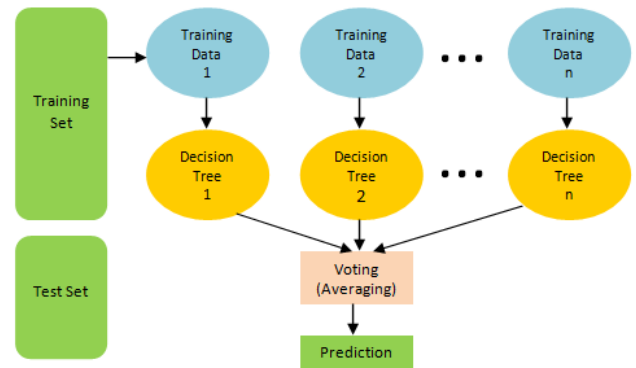 Training
Set
Training
Data
1
Training
Data
2
Training
Data
n
Decision
Tree
1
Decision
Tree
2
Decision
Tree
n
Test Set
Voting
(Averaging)
Prediction